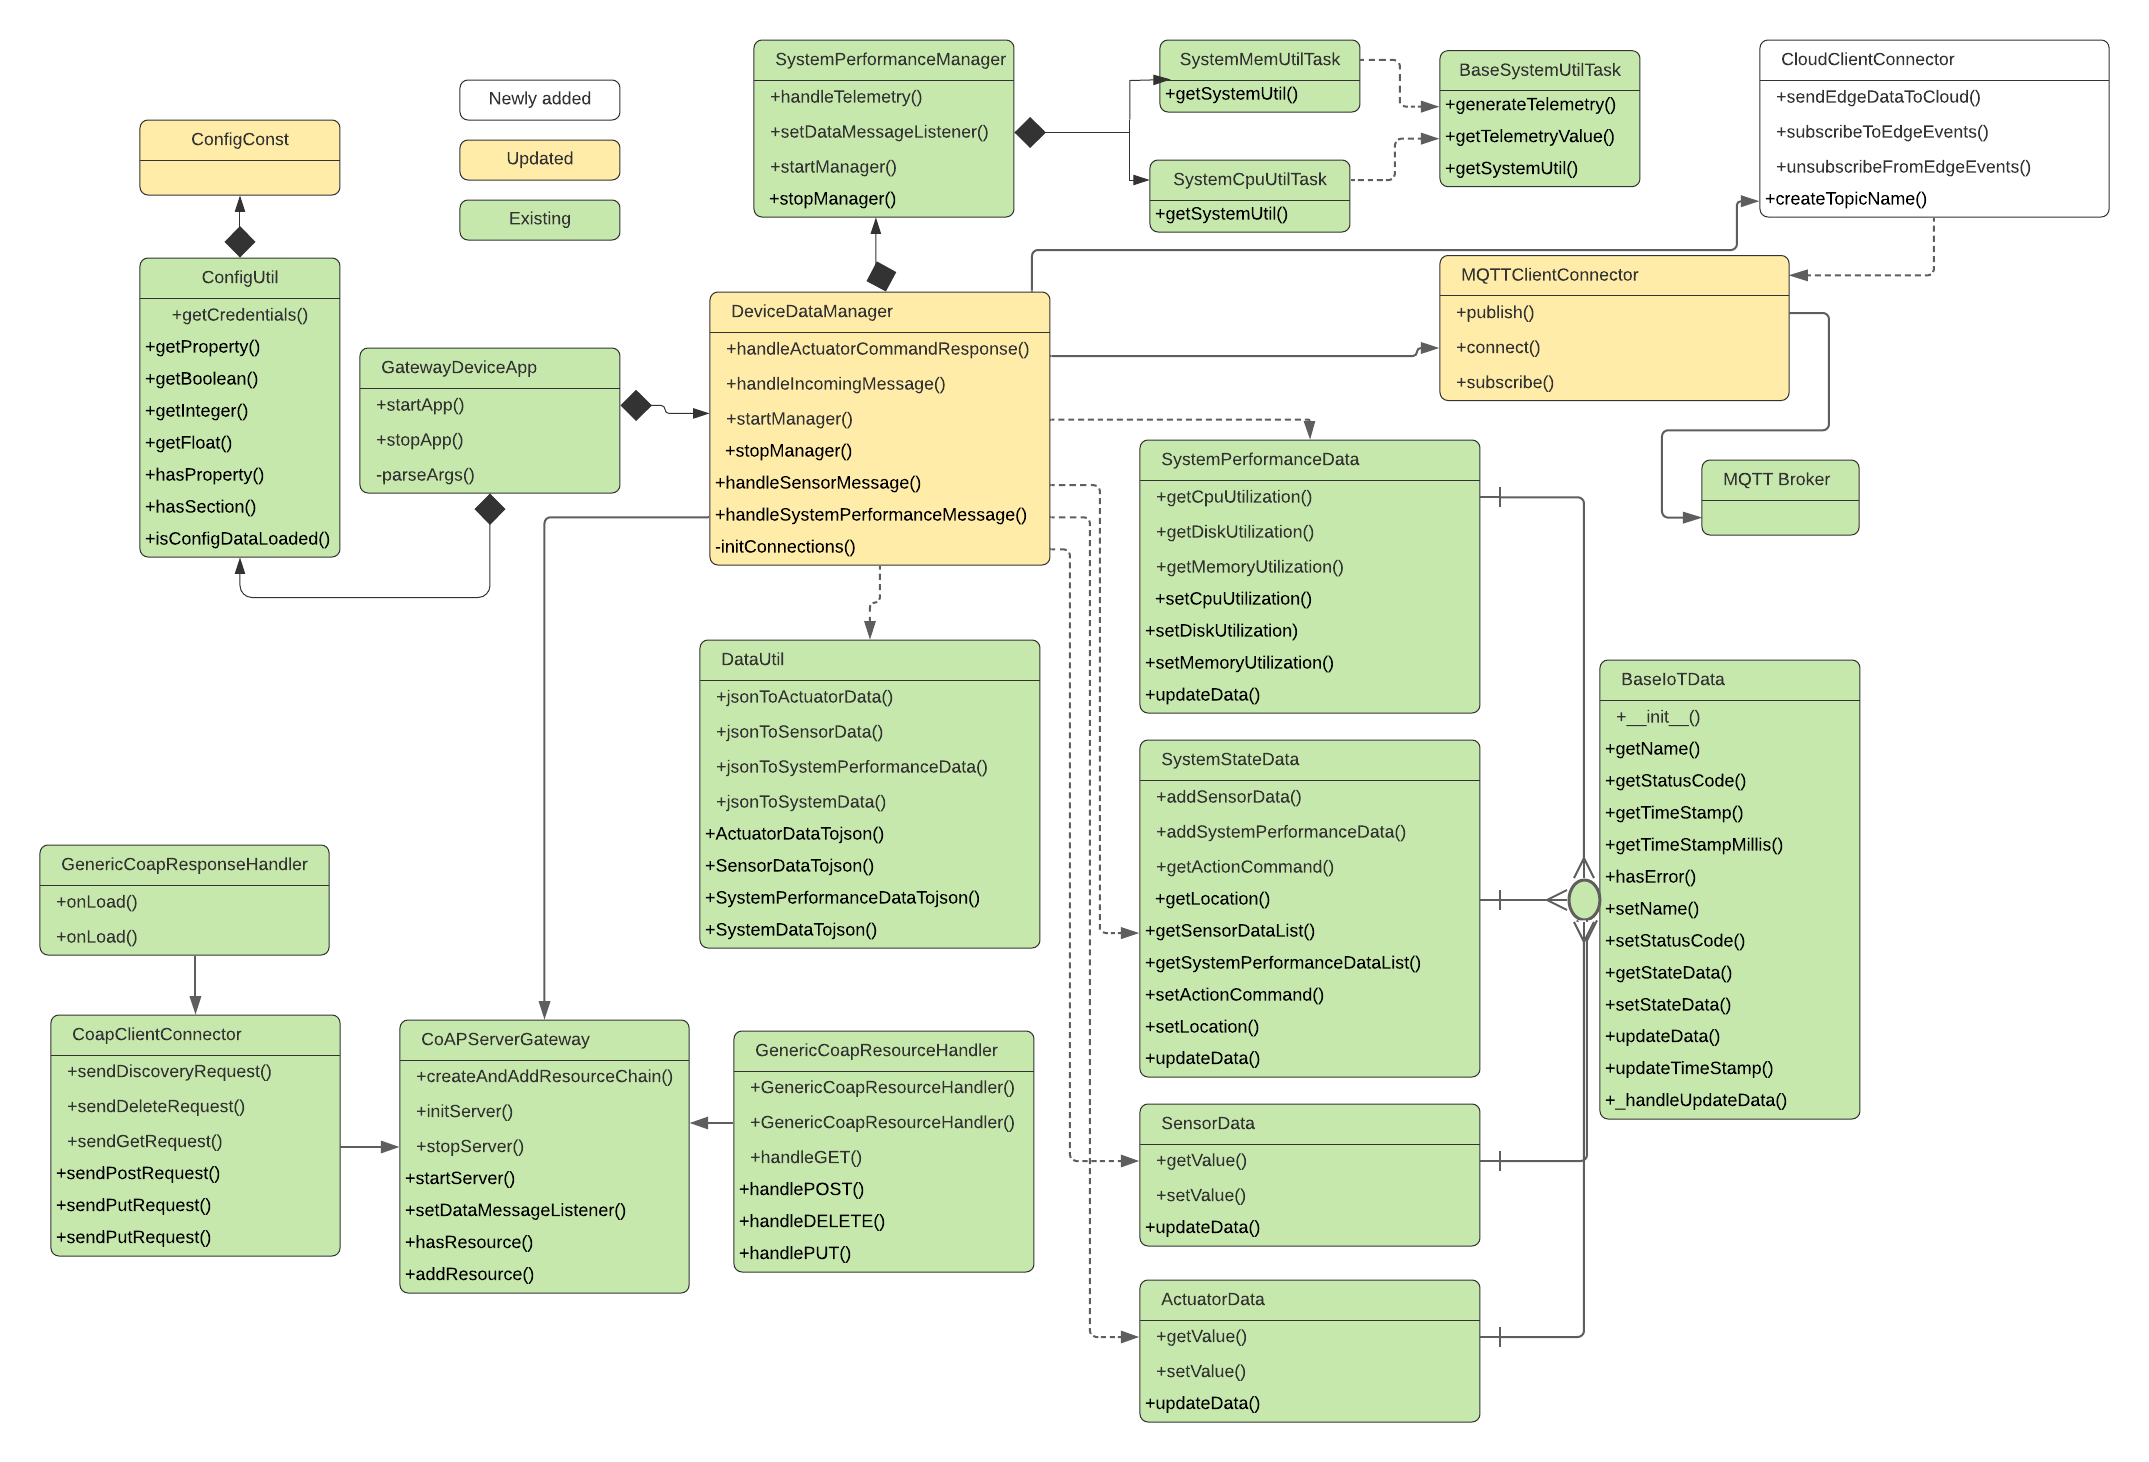 Newly added
Updated
Existing
ConfigConst
ConfigUtil
+getCredentials()
+getProperty()
+getBoolean()
+getInteger()
+getFloat()
+hasProperty()
+hasSection()
+isConfigDataLoaded()
GatewayDeviceApp
+startApp()
+stopApp()
-parseArgs()
SystemPerformanceManager
+handleTelemetry()
+setDataMessageListener()
+startManager()
+stopManager()
SystemMemUtilTask
+getSystemUtil()
SystemCpuUtilTask
+getSystemUtil()
BaseSystemUtilTask
+generateTelemetry()
+getTelemetryValue()
+getSystemUtil()
CloudClientConnector
+sendEdgeDataToCloud()
+subscribeToEdgeEvents()
+unsubscribeFromEdgeEvents()
+createTopicName()
DeviceDataManager
+handleActuatorCommandResponse()
+handleIncomingMessage()
+startManager()
+stopManager()
+handleSensorMessage()
+handleSystemPerformanceMessage()
-initConnections()
MQTTClientConnector
+publish()
+connect()
+subscribe()
MQTT Broker
SystemPerformanceData
+getCpuUtilization()
+getDiskUtilization()
+getMemoryUtilization()
+setCpuUtilization()
+setDiskUtilization)
+setMemoryUtilization()
+updateData()
DataUtil
+jsonToActuatorData()
+jsonToSensorData()
+jsonToSystemPerformanceData()
+jsonToSystemData()
+ActuatorDataTojson()
+SensorDataTojson()
+SystemPerformanceDataTojson()
+SystemDataTojson()
SystemStateData
+addSensorData()
+addSystemPerformanceData()
+getActionCommand()
+getLocation()
+getSensorDataList()
+getSystemPerformanceDataList()
+setActionCommand()
+setLocation()
+updateData()
BaseIoTData
+__init__()
+getName()
+getStatusCode()
+getTimeStamp()
+getTimeStampMillis()
+hasError()
+setName()
+setStatusCode()
+getStateData()
+setStateData()
+updateData()
+updateTimeStamp()
+_handleUpdateData()
GenericCoapResponseHandler
+onLoad()
+onLoad()
CoapClientConnector
+sendDiscoveryRequest()
+sendDeleteRequest()
+sendGetRequest()
+sendPostRequest()
+sendPutRequest()
+sendPutRequest()
CoAPServerGateway
+createAndAddResourceChain()
+initServer()
+stopServer()
+startServer()
+setDataMessageListener()
+hasResource()
+addResource()
GenericCoapResourceHandler
+GenericCoapResourceHandler()
+GenericCoapResourceHandler()
+handleGET()
+handlePOST()
+handleDELETE()
+handlePUT()
SensorData
+getValue()
+setValue()
+updateData()
ActuatorData
+getValue()
+setValue()
+updateData()